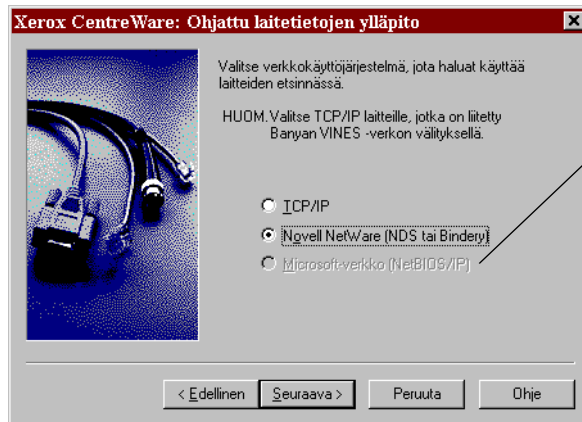 Xerox CentreWare: Ohjattu laitetietojen ylläpito
Valitse verkkokäyttöjärjestelmä, jota haluat käyttää
laitteiden etsinnässä.
HUOM. Valitse TCP/IP laitteille, jotka on liitetty
Banyan VINES -verkon välityksellä.
TCP/IP
Novell NetWare (NDS tai Bindery)
Microsoft-verkko (NetBIOS/IP)
< Edellinen Seuraava > Peruuta Ohje